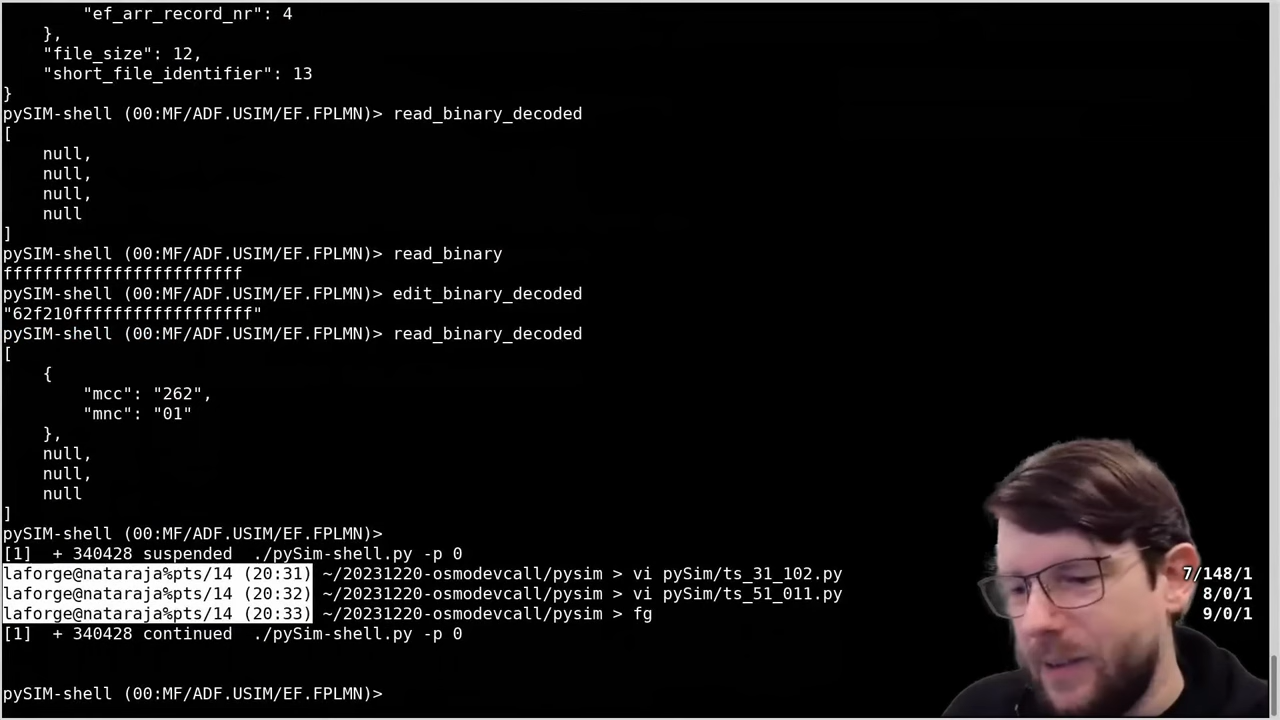 "ef_arr_record_nr": 4
    },
    "file_size": 12,
    "short_file_identifier": 13
}
pySIM-shell (00:MF/ADF.USIM/EF.FPLMN)> read_binary_decoded
[
    null,
    null,
    null,
    null
]
pySIM-shell (00:MF/ADF.USIM/EF.FPLMN)> read_binary
ffffffffffffffffffffffff
pySIM-shell (00:MF/ADF.USIM/EF.FPLMN)> edit_binary_decoded
"62f210ffffffffffffffffff"
pySIM-shell (00:MF/ADF.USIM/EF.FPLMN)> read_binary_decoded
[
    {
        "mcc": "262",
        "mnc": "01"
    },
    null,
    null,
    null
]
pySIM-shell (00:MF/ADF.USIM/EF.FPLMN)>
[1]  + 340428 suspended  ./pySim-shell.py -p 0
laforge@nataraja%pts/14 (20:31) ~/20231220-osmodevcall/pysim > vi pySim/ts_31_102.py 7/148/1
laforge@nataraja%pts/14 (20:32) ~/20231220-osmodevcall/pysim > vi pySim/ts_51_011.py 8/0/1
laforge@nataraja%pts/14 (20:33) ~/20231220-osmodevcall/pysim > fg 9/0/1
[1]  + 340428 continued  ./pySim-shell.py -p 0
pySIM-shell (00:MF/ADF.USIM/EF.FPLMN)>